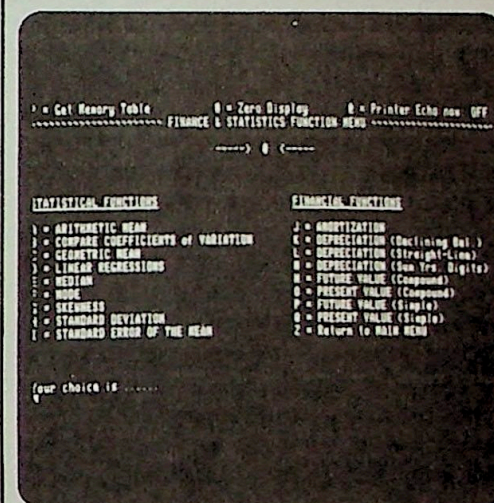 = Get Memory Table = Zero Display = Printer Echo now OFF
FINANCE & STATISTICS FUNCTION MENU
-----> 0 <-----
STATISTICAL FUNCTIONS
= ARITHMETIC MEAN
= COMPARE COEFFICIENTS of VARIATION
= GEOMETRIC MEAN
= LINEAR REGRESSIONS
= MEDIAN
= MODE
= SKEWNESS
= STANDARD DEVIATION
= STANDARD ERROR OF THE MEAN
FINANCIAL FUNCTIONS
J = AMORTIZATION
K = DEPRECIATION (Declining Bal.)
L = DEPRECIATION (Straight-Line)
M = DEPRECIATION (Sum Yrs. Digits)
N = FUTURE VALUE (Compound)
O = PRESENT VALUE (Compound)
P = FUTURE VALUE (Simple)
Q = PRESENT VALUE (Simple)
Z = Return to MAIN MENU
Your choice is ......